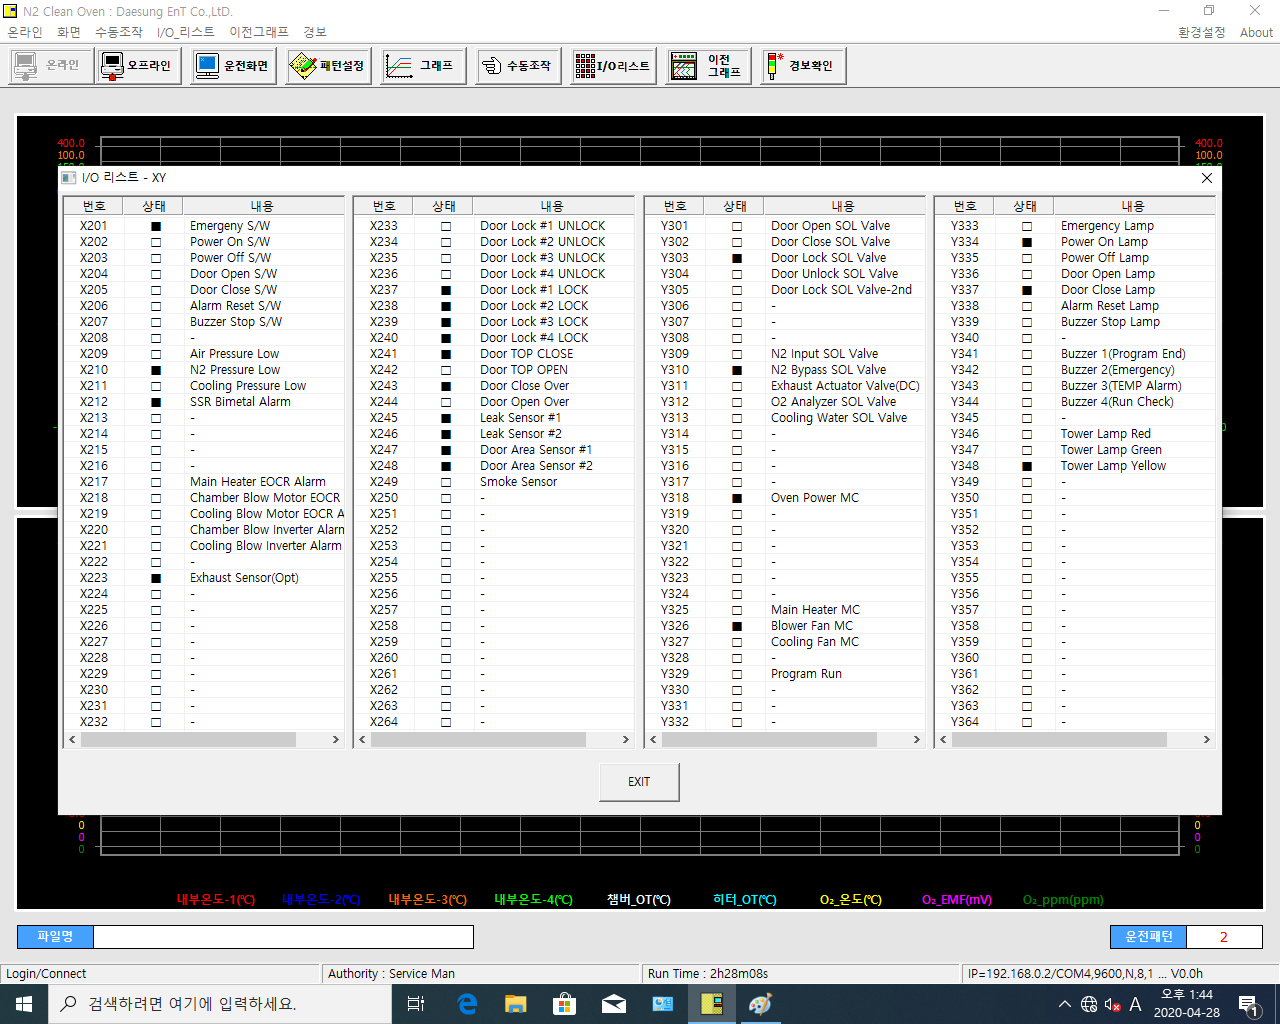 N2 Clean Oven : Daesung EnT Co.,LtD.
온라인 화면 수동조작 I/O_리스트 이전그래프 경보 환경설정 About
온라인 오프라인 운전화면 패턴설정 그래프 수동조작 I/O리스트 이전 그래프 경보확인
400.0 400.0
100.0 100.0
I/O 리스트 - XY
번호 상태 내용 번호 상태 내용 번호 상태 내용 번호 상태 내용
X201 ■ Emergeny S/W X233 □ Door Lock #1 UNLOCK Y301 □ Door Open SOL Valve Y333 □ Emergency Lamp
X202 □ Power On S/W X234 □ Door Lock #2 UNLOCK Y302 □ Door Close SOL Valve Y334 ■ Power On Lamp
X203 □ Power Off S/W X235 □ Door Lock #3 UNLOCK Y303 ■ Door Lock SOL Valve Y335 □ Power Off Lamp
X204 □ Door Open S/W X236 □ Door Lock #4 UNLOCK Y304 □ Door Unlock SOL Valve Y336 □ Door Open Lamp
X205 □ Door Close S/W X237 ■ Door Lock #1 LOCK Y305 □ Door Lock SOL Valve-2nd Y337 ■ Door Close Lamp
X206 □ Alarm Reset S/W X238 ■ Door Lock #2 LOCK Y306 □ - Y338 □ Alarm Reset Lamp
X207 □ Buzzer Stop S/W X239 ■ Door Lock #3 LOCK Y307 □ - Y339 □ Buzzer Stop Lamp
X208 □ - X240 ■ Door Lock #4 LOCK Y308 □ - Y340 □ -
X209 □ Air Pressure Low X241 ■ Door TOP CLOSE Y309 □ N2 Input SOL Valve Y341 □ Buzzer 1(Program End)
X210 ■ N2 Pressure Low X242 □ Door TOP OPEN Y310 ■ N2 Bypass SOL Valve Y342 □ Buzzer 2(Emergency)
X211 □ Cooling Pressure Low X243 ■ Door Close Over Y311 □ Exhaust Actuator Valve(DC) Y343 □ Buzzer 3(TEMP Alarm)
X212 ■ SSR Bimetal Alarm X244 □ Door Open Over Y312 □ O2 Analyzer SOL Valve Y344 □ Buzzer 4(Run Check)
X213 □ - X245 ■ Leak Sensor #1 Y313 □ Cooling Water SOL Valve Y345 □ -
X214 □ - X246 ■ Leak Sensor #2 Y314 □ - Y346 □ Tower Lamp Red
X215 □ - X247 ■ Door Area Sensor #1 Y315 □ - Y347 □ Tower Lamp Green
X216 □ - X248 ■ Door Area Sensor #2 Y316 □ - Y348 ■ Tower Lamp Yellow
X217 □ Main Heater EOCR Alarm X249 □ Smoke Sensor Y317 □ - Y349 □ -
X218 □ Chamber Blow Motor EOCR X250 □ - Y318 ■ Oven Power MC Y350 □ -
X219 □ Cooling Blow Motor EOCR A X251 □ - Y319 □ - Y351 □ -
X220 □ Chamber Blow Inverter Alarm X252 □ - Y320 □ - Y352 □ -
X221 □ Cooling Blow Inverter Alarm X253 □ - Y321 □ - Y353 □ -
X222 □ - X254 □ - Y322 □ - Y354 □ -
X223 ■ Exhaust Sensor(Opt) X255 □ - Y323 □ - Y355 □ -
X224 □ - X256 □ - Y324 □ - Y356 □ -
X225 □ - X257 □ - Y325 □ Main Heater MC Y357 □ -
X226 □ - X258 □ - Y326 ■ Blower Fan MC Y358 □ -
X227 □ - X259 □ - Y327 □ Cooling Fan MC Y359 □ -
X228 □ - X260 □ - Y328 □ - Y360 □ -
X229 □ - X261 □ - Y329 □ Program Run Y361 □ -
X230 □ - X262 □ - Y330 □ - Y362 □ -
X231 □ - X263 □ - Y331 □ - Y363 □ -
X232 □ - X264 □ - Y332 □ - Y364 □ -
EXIT
0 0
0 0
0 0
내부온도-1(℃) 내부온도-2(℃) 내부온도-3(℃) 내부온도-4(℃) 챔버_OT(℃) 히터_OT(℃) O₂_온도(℃) O₂_EMF(mV) O₂_ppm(ppm)
파일명 운전패턴 2
Login/Connect Authority : Service Man Run Time : 2h28m08s IP=192.168.0.2/COM4,9600,N,8,1 ... V0.0h
검색하려면 여기에 입력하세요. A 오후 1:44
2020-04-28 1